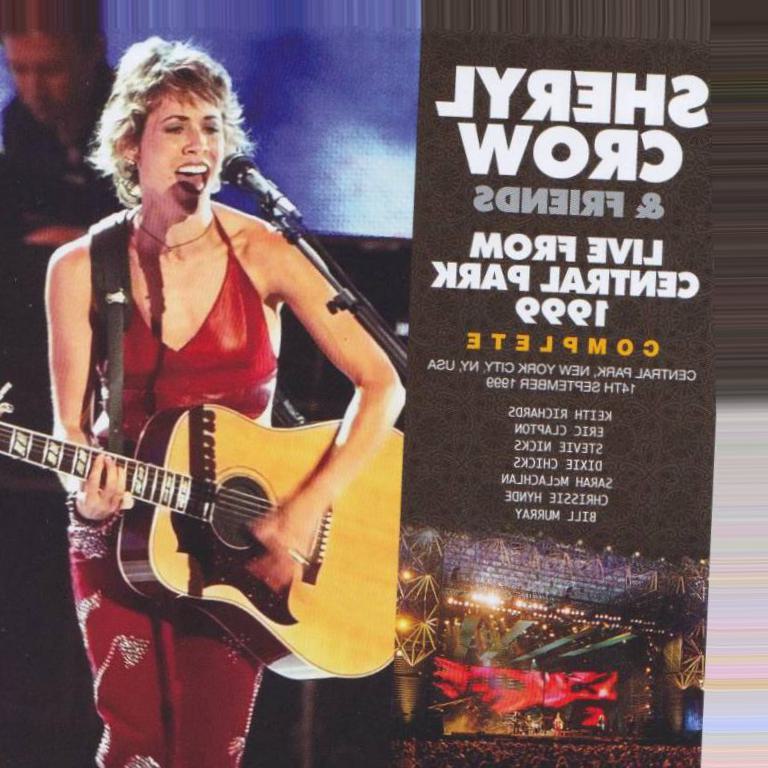 SHERYL
CROW
& FRIENDS
LIVE FROM
CENTRAL PARK
1999
COMPLETE
CENTRAL PARK, NEW YORK CITY, NY, USA
14TH SEPTEMBER 1999
KEITH RICHARDS
ERIC CLAPTON
STEVIE NICKS
DIXIE CHICKS
SARAH McLACHLAN
CHRISSIE HYNDE
BILL MURRAY